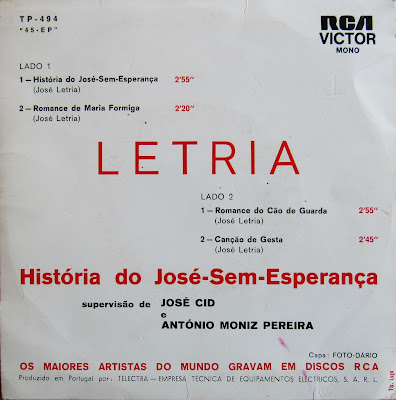 TP-494
"45-EP"
RCA
VICTOR
MONO
LADO 1
1—História do José-Sem-Esperança 2'55"
(José Letria)
2—Romance de Maria Formiga 2'20"
(José Letria)
LETRIA
LADO 2
1—Romance do Cão de Guarda 2'55"
(José Letria)
2—Canção de Gesta 2'45"
(José Letria)
História do José-Sem-Esperança
supervisão de JOSÉ CID
e
ANTÓNIO MONIZ PEREIRA
Capa: FOTO-DARIO
OS MAIORES ARTISTAS DO MUNDO GRAVAM EM DISCOS RCA
Produzido em Portugal por: TELECTRA—EMPRESA TÉCNICA DE EQUIPAMENTOS ELÉCTRICOS, S. A. R. L.